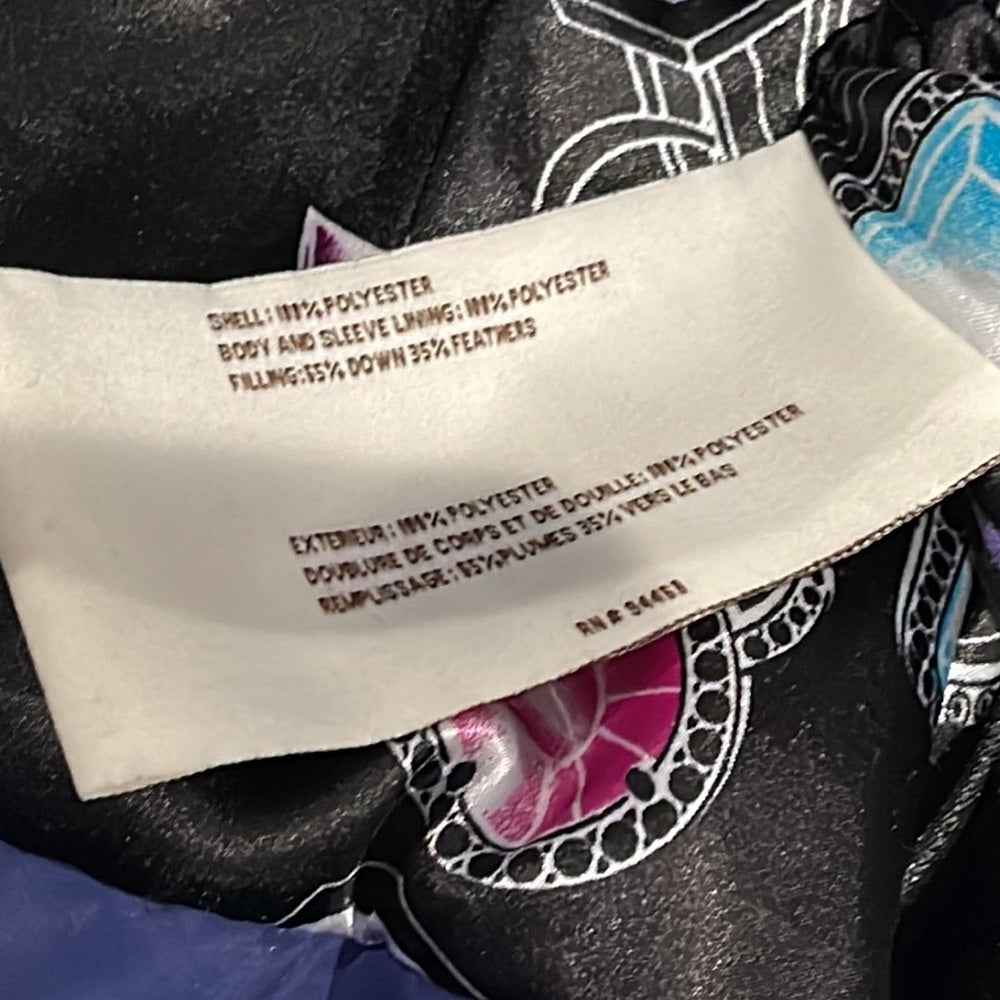 SHELL: 100% POLYESTER
BODY AND SLEEVE LINING: 100% POLYESTER
FILLING: 65% DOWN 35% FEATHERS
EXTERIEUR: 100% POLYESTER
DOUBLURE DE CORPS ET DE DOUILLE: 100% POLYESTER
REMPLISSAGE: 65% PLUMES 35% VERS LE BAS
RN #